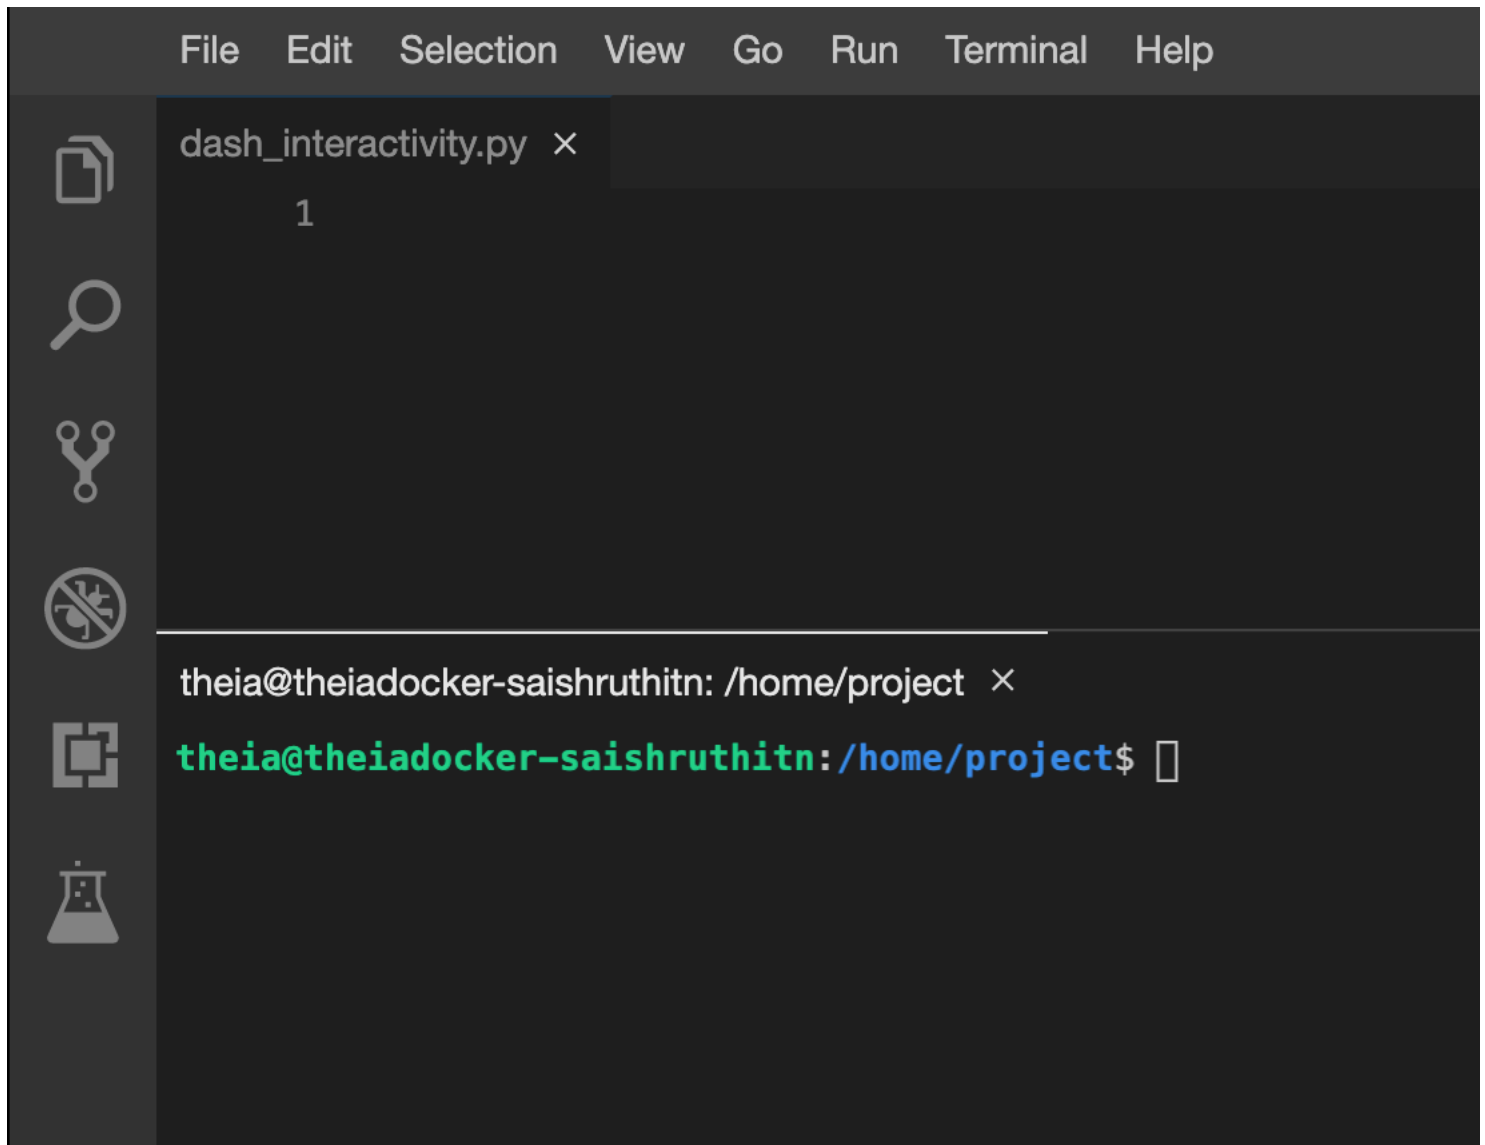 File Edit Selection View Go Run Terminal Help
dash_interactivity.py ×
1
theia@theiadocker-saishruthitn: /home/project ×
theia@theiadocker-saishruthitn:/home/project$